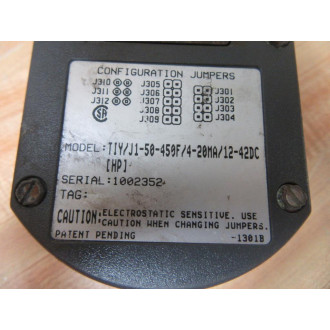 CONFIGURATION JUMPERS
J310 J305 J301
J311 J306 J302
J312 J307 J303
J308 J304
J309
MODEL: TIY/J1-50-450F/4-20MA/12-42DC
[HP]
SERIAL: 1002352
TAG:
CAUTION: ELECTROSTATIC SENSITIVE. USE
CAUTION WHEN CHANGING JUMPERS.
PATENT PENDING -1301B